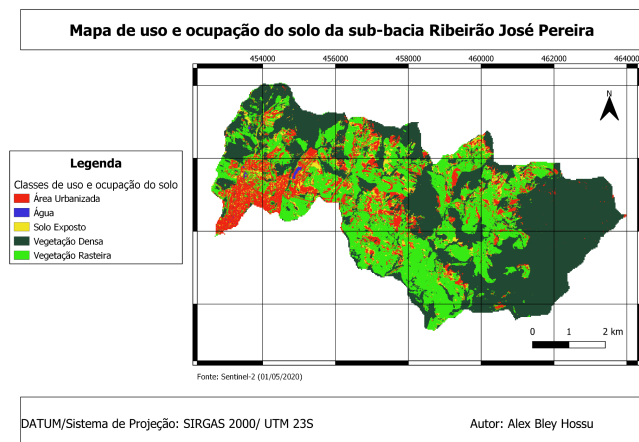 Mapa de uso e ocupação do solo da sub-bacia Ribeirão José Pereira
454000 456000 458000 460000 462000 464000
N
Legenda
Classes de uso e ocupação do solo
Área Urbanizada
Água
Solo Exposto
Vegetação Densa
Vegetação Rasteira
0 1 2 km
Fonte: Sentinel-2 (01/05/2020)
DATUM/Sistema de Projeção: SIRGAS 2000/ UTM 23S
Autor: Alex Bley Hossu